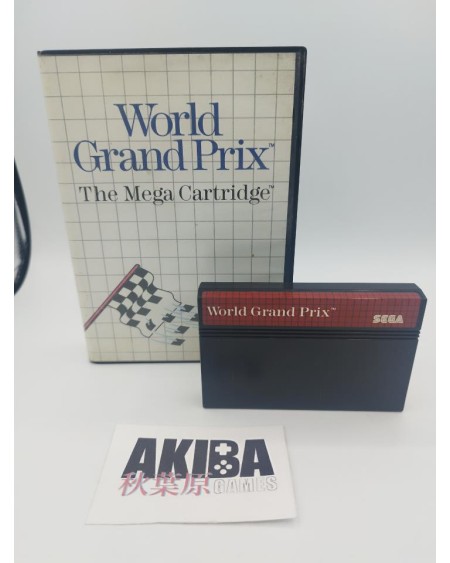 World
Grand Prix™
The Mega Cartridge™
World Grand Prix™
SEGA
AKIBA
秋葉原 GAMES